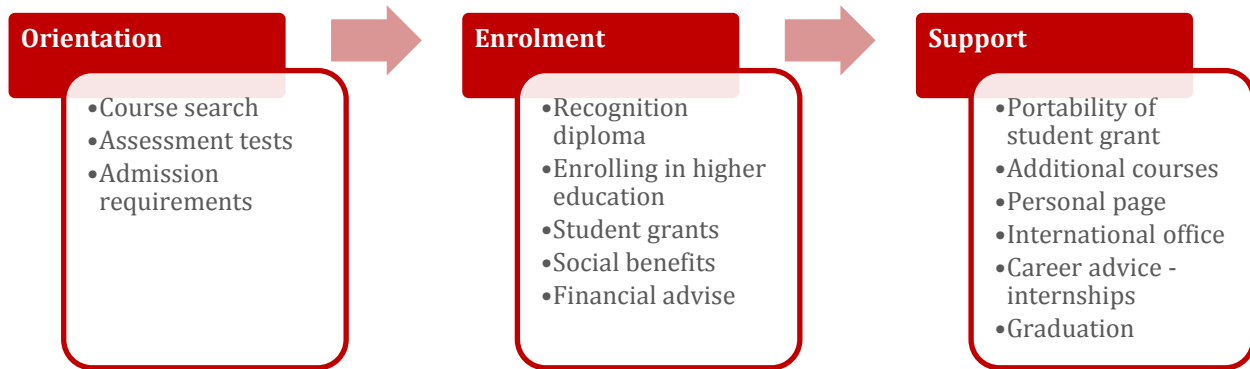 Orientation
•Course search
•Assessment tests
•Admission
requirements
Enrolment
•Recognition
diploma
•Enrolling in higher
education
•Student grants
•Social benefits
•Financial advise
Support
•Portability of
student grant
•Additional courses
•Personal page
•International office
•Career advice -
internships
•Graduation